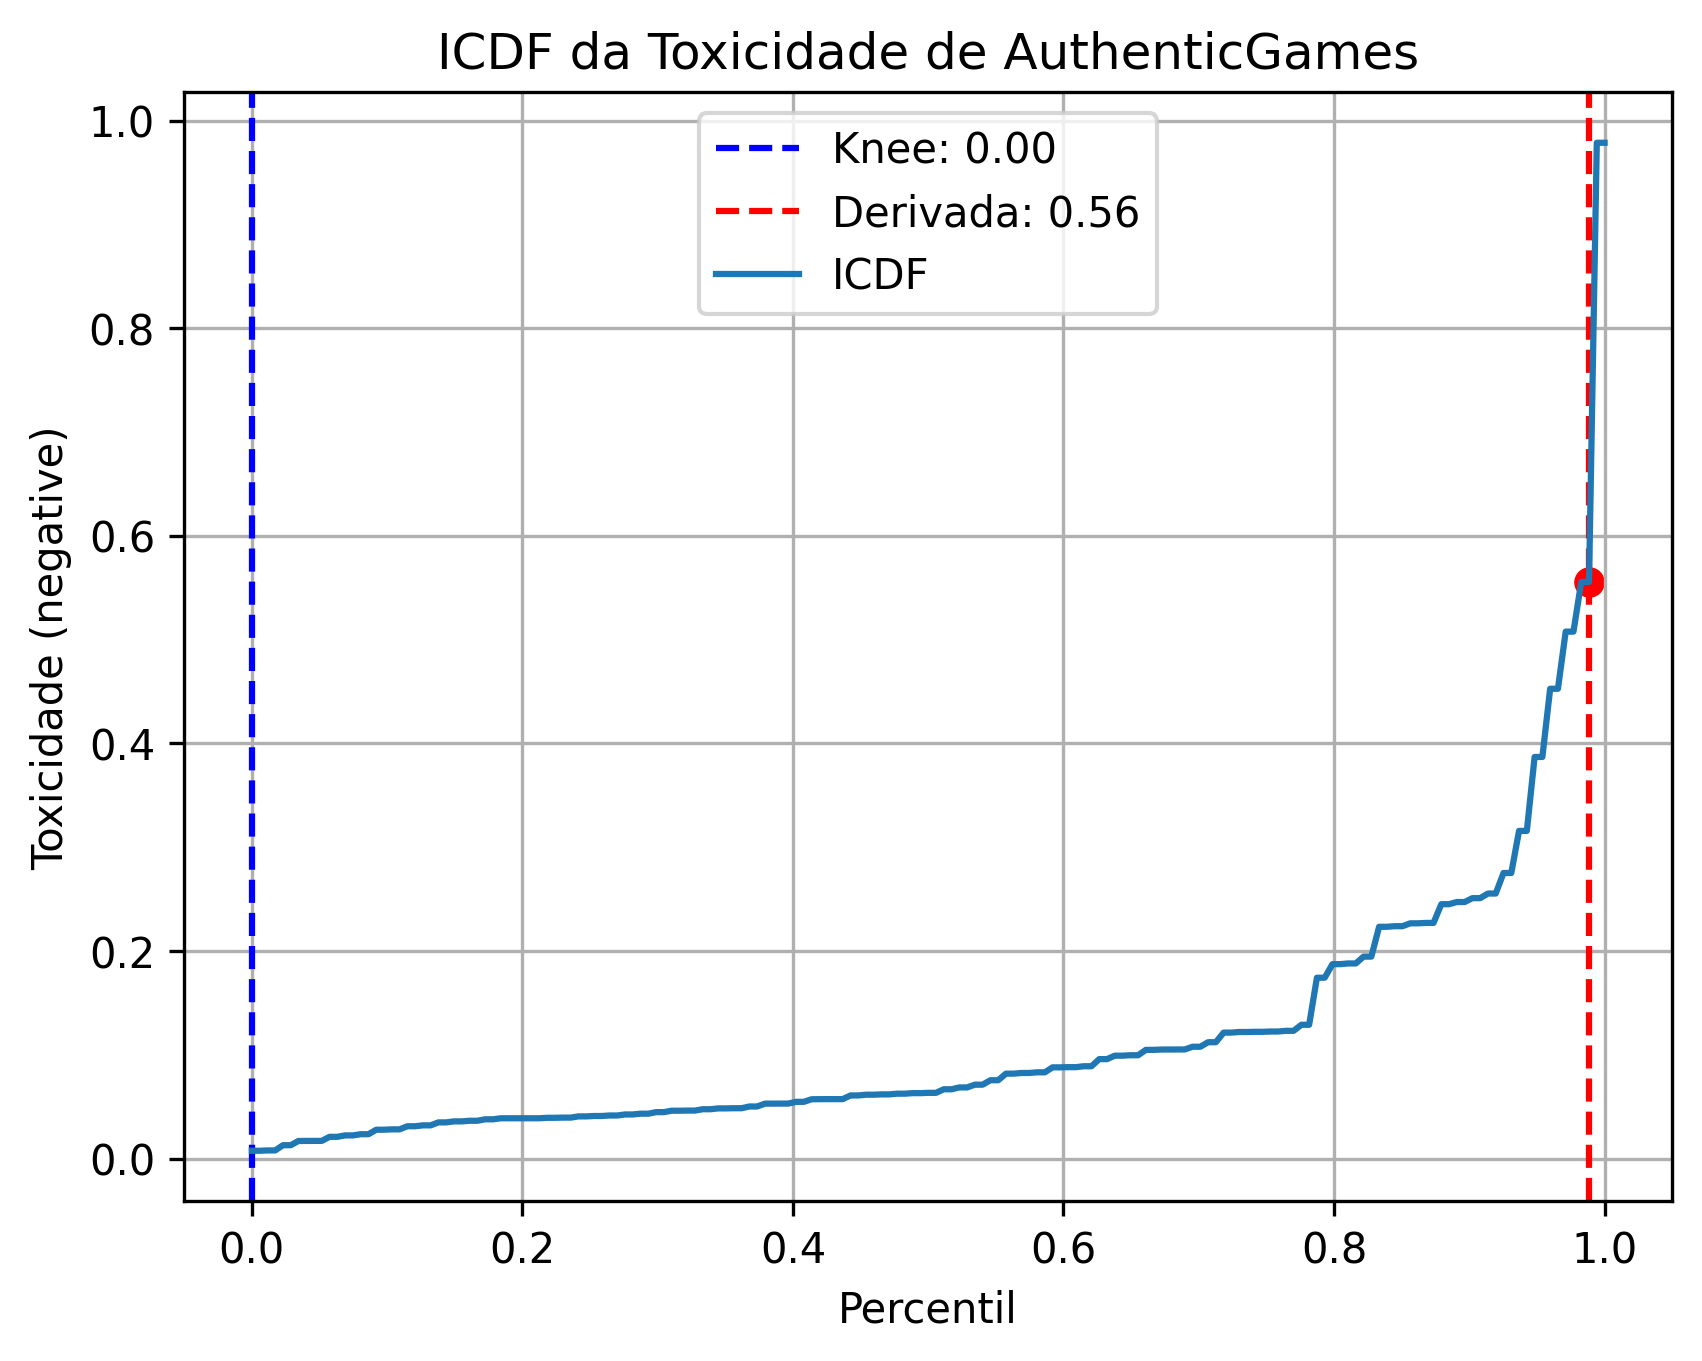 ICDF da Toxicidade de AuthenticGames
Knee: 0.00
Derivada: 0.56
ICDF
Toxicidade (negative)
1.0
0.8
0.6
0.4
0.2
0.0
0.0 0.2 0.4 0.6 0.8 1.0
Percentil